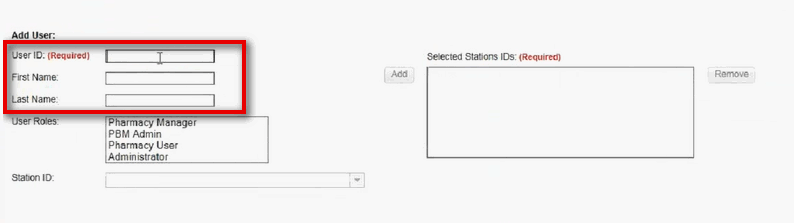 Add User:
User ID: (Required)
First Name:
Last Name:
User Roles:
Pharmacy Manager
PBM Admin
Pharmacy User
Administrator
Station ID:
Add
Selected Stations IDs: (Required)
Remove